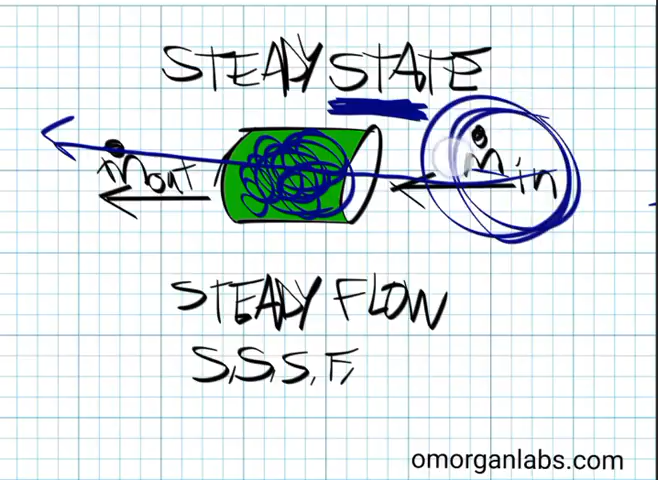 STEADY STATE
ṁout ṁin
STEADY FLOW
S,S,S,F,
omorganlabs.com